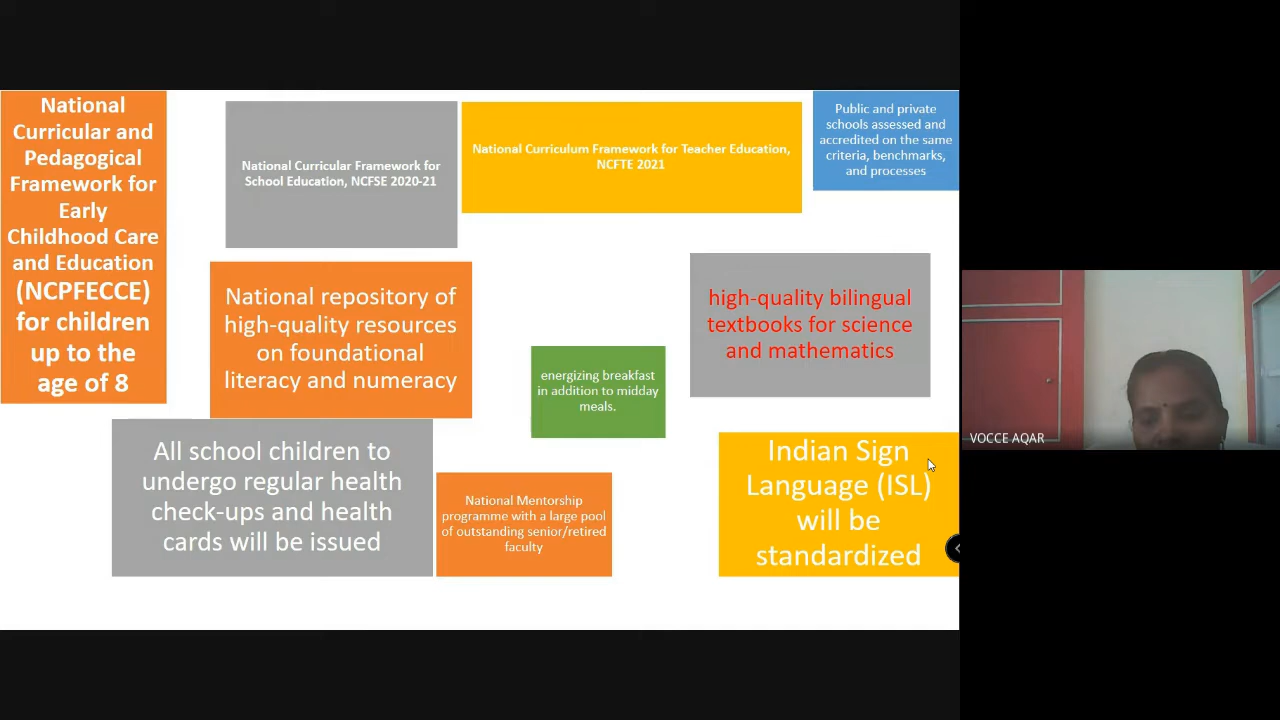 National
Curricular and
Pedagogical
Framework for
Early
Childhood Care
and Education
(NCPFECCE)
for children
up to the
age of 8
National Curricular Framework for
School Education, NCFSE 2020-21
National Curriculum Framework for Teacher Education,
NCFTE 2021
Public and private
schools assessed and
accredited on the same
criteria, benchmarks,
and processes
National repository of
high-quality resources
on foundational
literacy and numeracy
high-quality bilingual
textbooks for science
and mathematics
energizing breakfast
in addition to midday
meals.
All school children to
undergo regular health
check-ups and health
cards will be issued
National Mentorship
programme with a large pool
of outstanding senior/retired
faculty
Indian Sign
Language (ISL)
will be
standardized
VOCCE AQAR